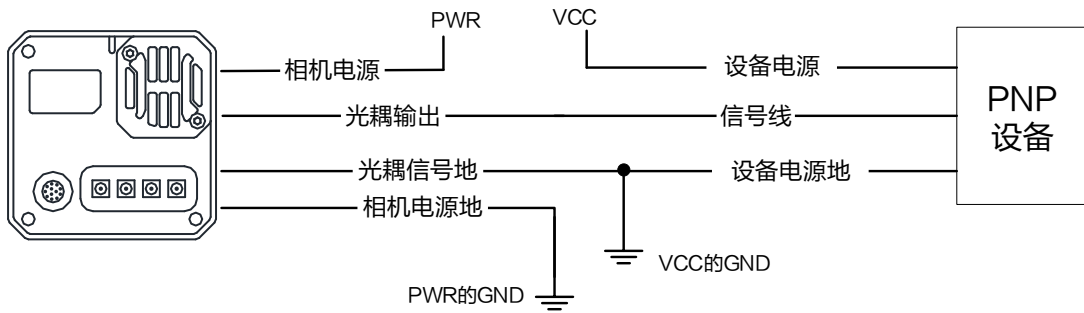 PWR
VCC
相机电源
设备电源
光耦输出
信号线
PNP
设备
光耦信号地
设备电源地
相机电源地
VCC的GND
PWR的GND